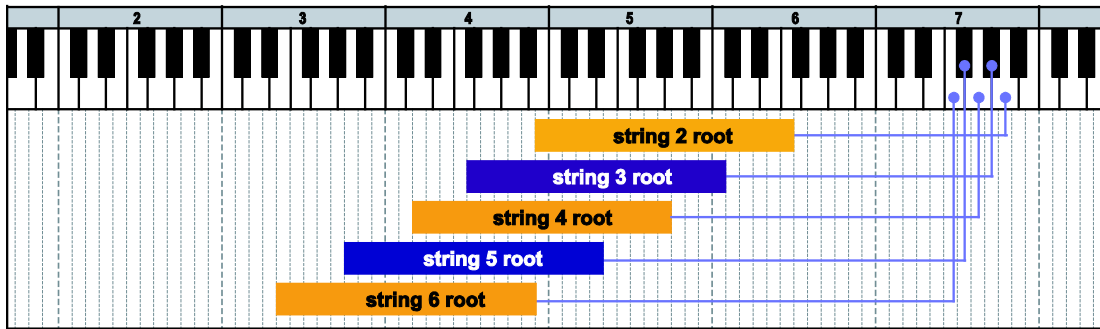 2 3 4 5 6 7
string 2 root
string 3 root
string 4 root
string 5 root
string 6 root